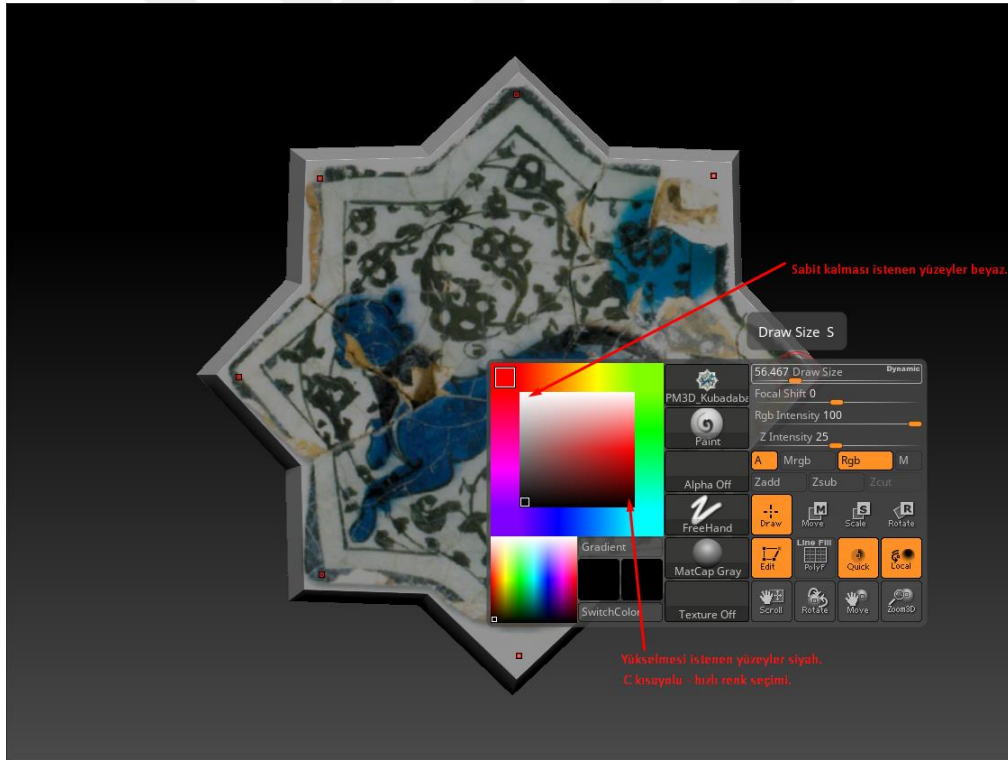 Sabit kalması istenen yüzeyler beyaz.
Draw Size S
56.467 Draw Size Dynamic
Focal Shift 0
Rgb Intensity 100
Z Intensity 25
A Mrgb Rgb M
Zadd Zsub Zcut
PM3D_Kubadaba
Paint
Alpha Off
FreeHand
MatCap Gray
Texture Off
Draw Move Scale Rotate
Line Fill
Edit PolyF Quick Local
Scroll Rotate Move Zoom3D
Gradient
SwitchColor
Yükselmesi istenen yüzeyler siyah.
C kısayolu - hızlı renk seçimi.